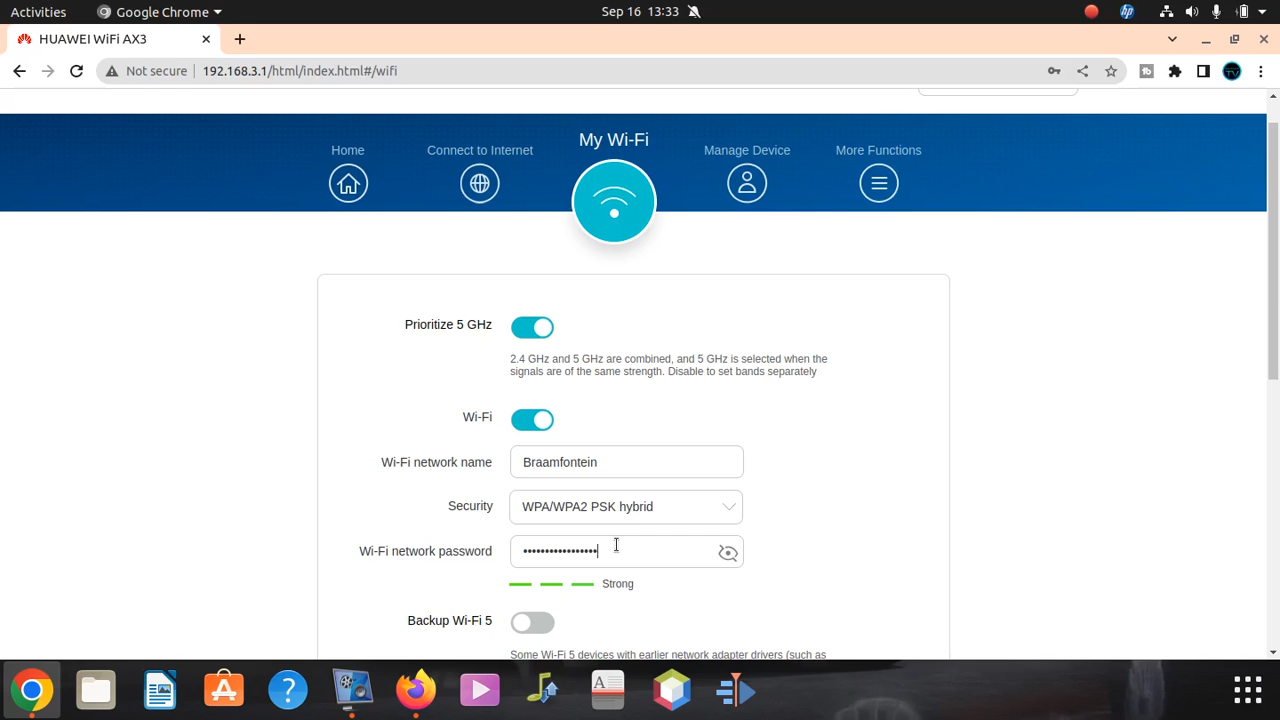 Activities Google Chrome Sep 16 13:33
HUAWEI WiFi AX3
Not secure 192.168.3.1/html/index.html#/wifi
Home Connect to Internet My Wi-Fi Manage Device More Functions
Prioritize 5 GHz
2.4 GHz and 5 GHz are combined, and 5 GHz is selected when the
signals are of the same strength. Disable to set bands separately
Wi-Fi
Wi-Fi network name Braamfontein
Security WPA/WPA2 PSK hybrid
Wi-Fi network password •••••••••••••••••
Strong
Backup Wi-Fi 5
Some Wi-Fi 5 devices with earlier network adapter drivers (such as